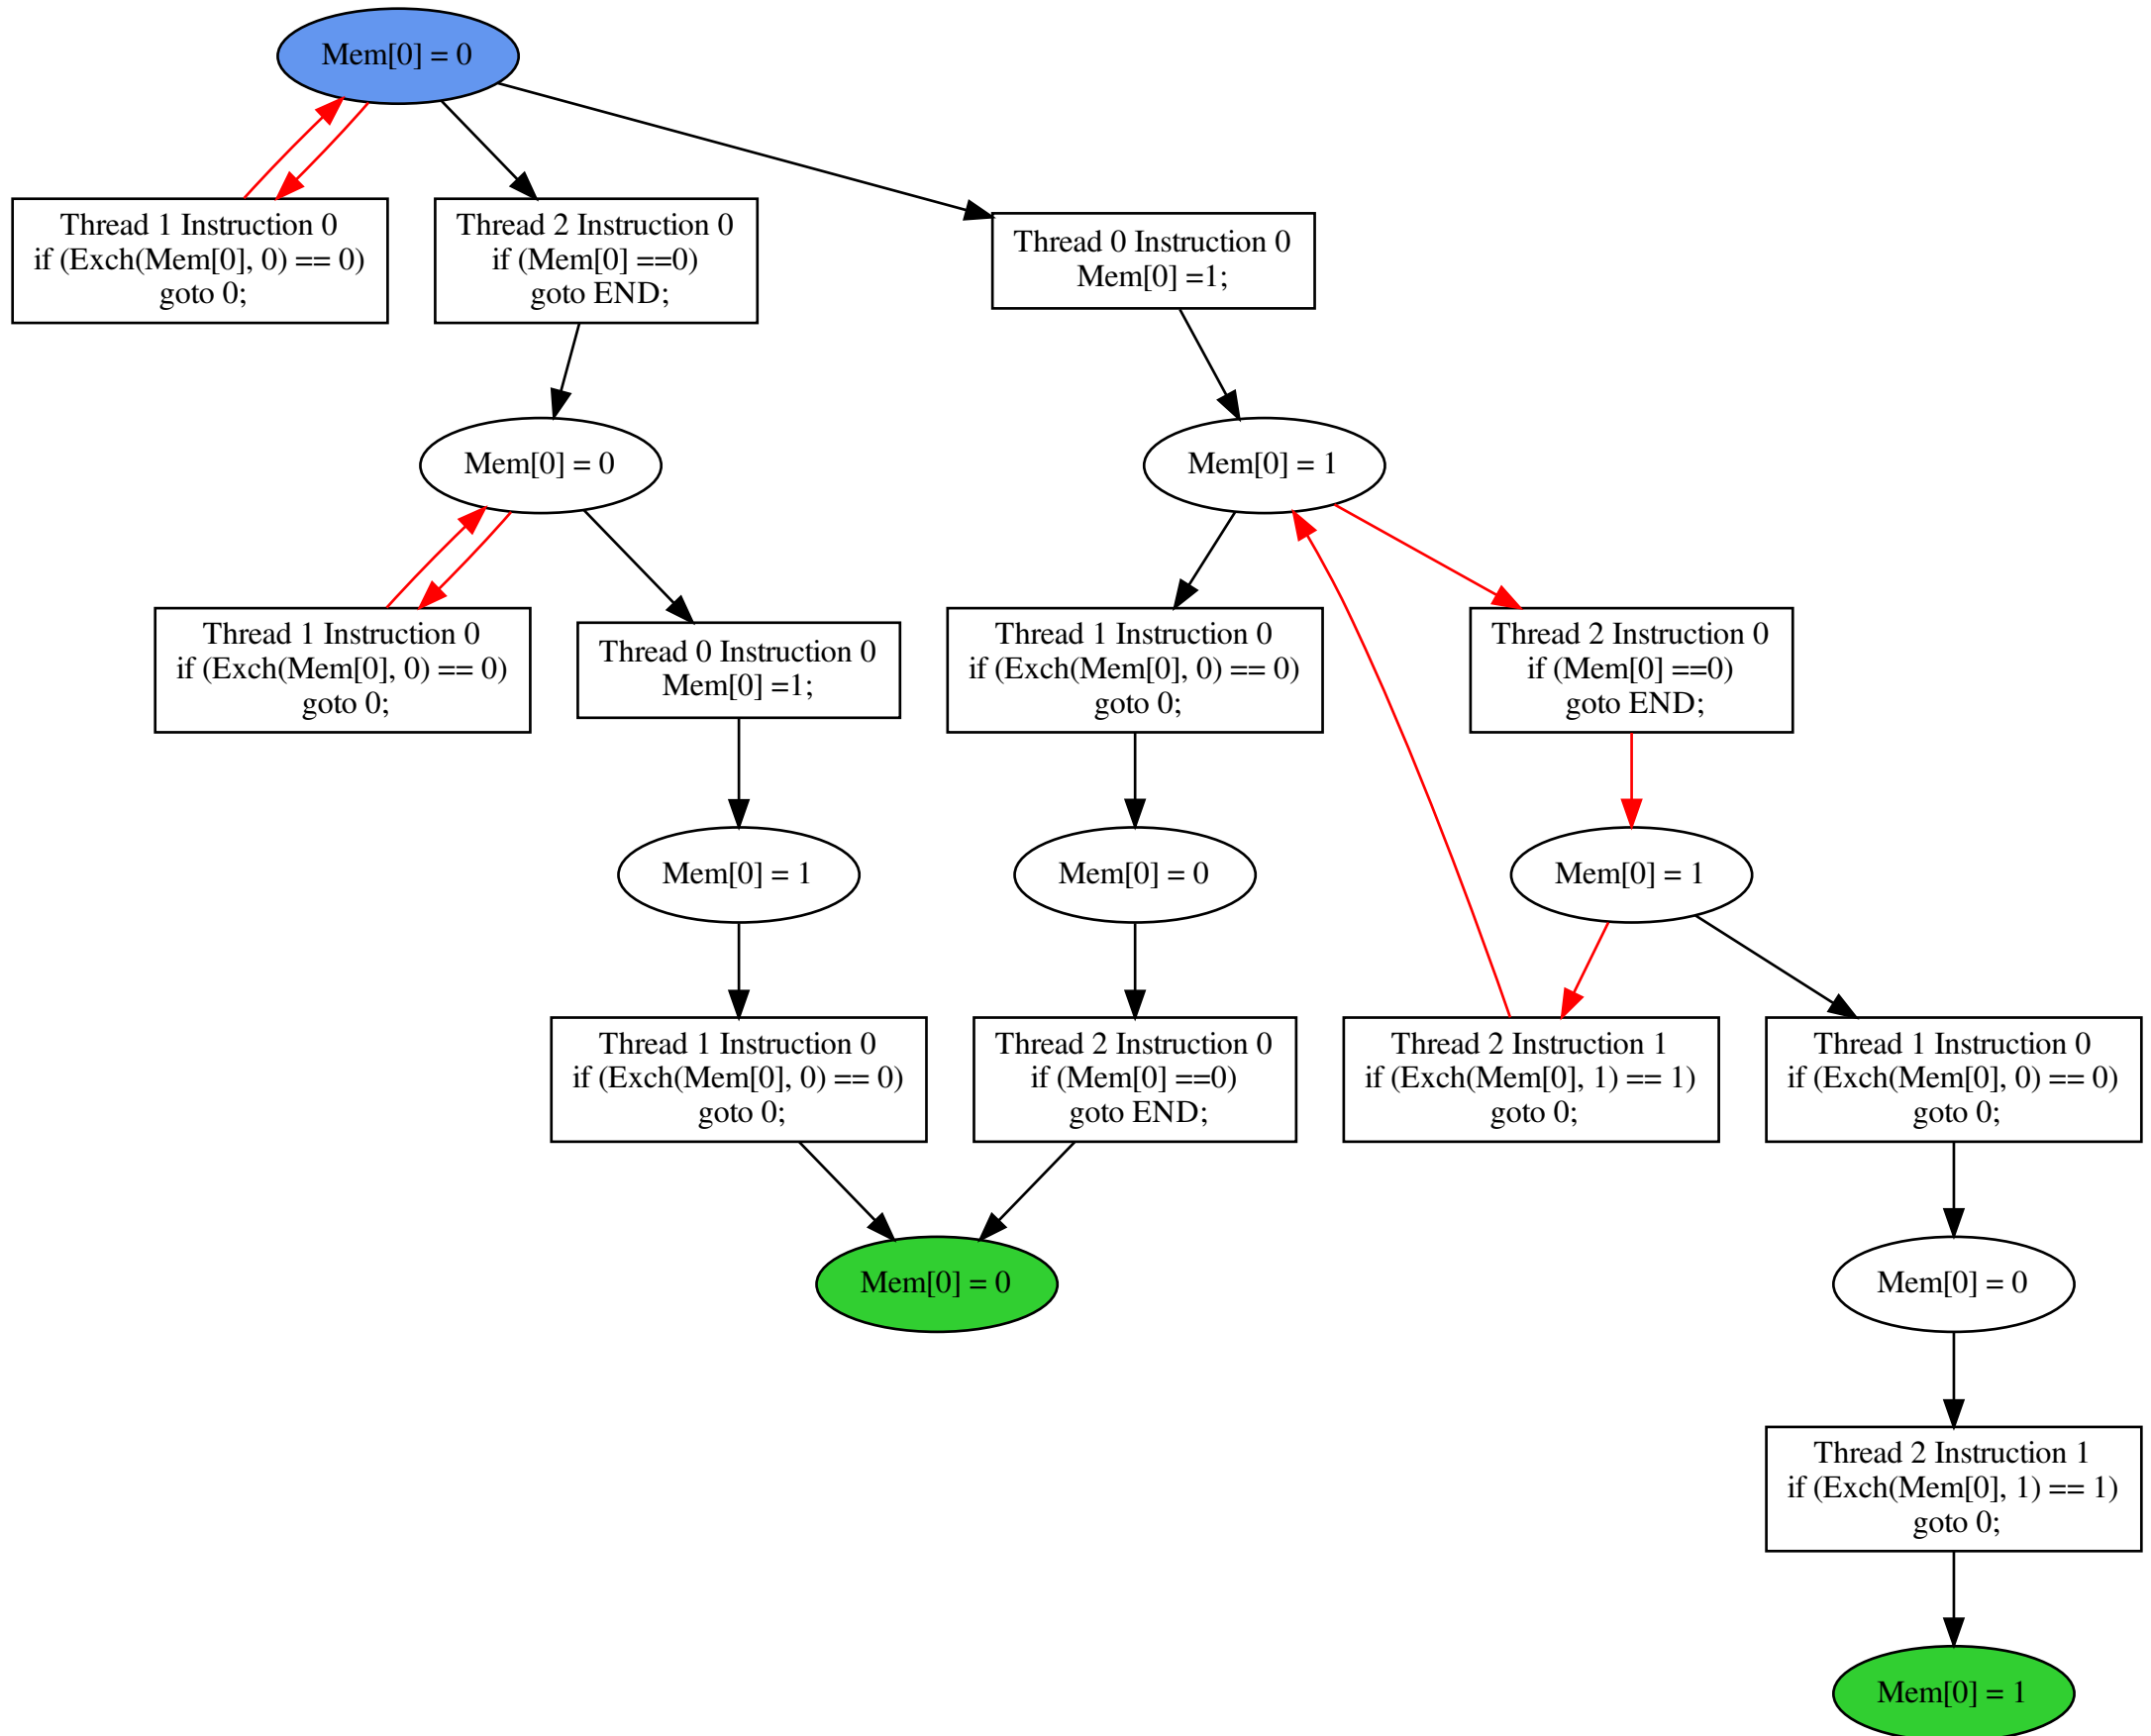 Mem[0] = 0
Thread 1 Instruction 0
if (Exch(Mem[0], 0) == 0)
goto 0;
Thread 2 Instruction 0
if (Mem[0] ==0)
goto END;
Thread 0 Instruction 0
Mem[0] =1;
Mem[0] = 0
Mem[0] = 1
Thread 1 Instruction 0
if (Exch(Mem[0], 0) == 0)
goto 0;
Thread 0 Instruction 0
Mem[0] =1;
Thread 1 Instruction 0
if (Exch(Mem[0], 0) == 0)
goto 0;
Thread 2 Instruction 0
if (Mem[0] ==0)
goto END;
Mem[0] = 1
Mem[0] = 0
Mem[0] = 1
Thread 1 Instruction 0
if (Exch(Mem[0], 0) == 0)
goto 0;
Thread 2 Instruction 0
if (Mem[0] ==0)
goto END;
Thread 2 Instruction 1
if (Exch(Mem[0], 1) == 1)
goto 0;
Thread 1 Instruction 0
if (Exch(Mem[0], 0) == 0)
goto 0;
Mem[0] = 0
Mem[0] = 0
Thread 2 Instruction 1
if (Exch(Mem[0], 1) == 1)
goto 0;
Mem[0] = 1